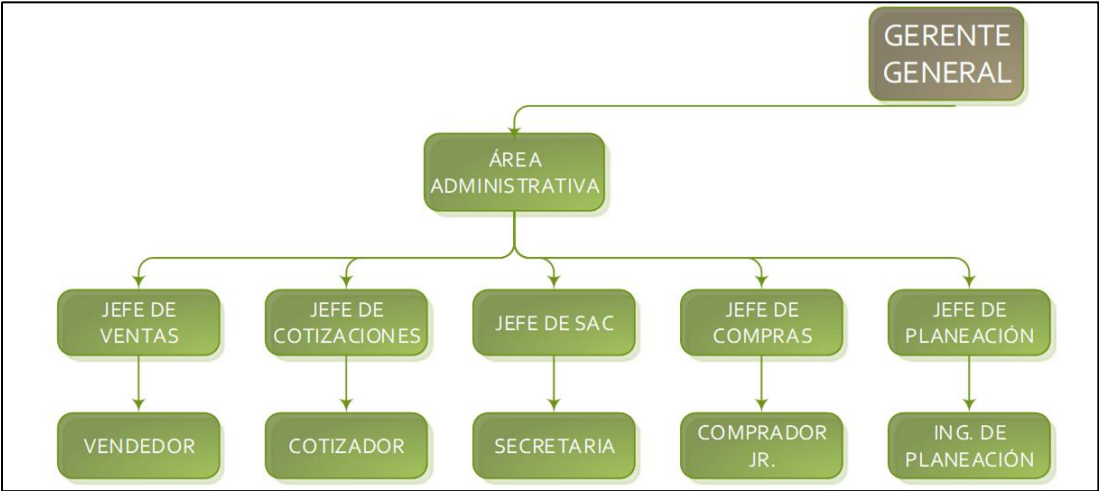 GERENTE
GENERAL
ÁREA
ADMINISTRATIVA
JEFE DE
VENTAS
JEFE DE
COTIZACIONES
JEFE DE SAC
JEFE DE
COMPRAS
JEFE DE
PLANEACIÓN
VENDEDOR
COTIZADOR
SECRETARIA
COMPRADOR
JR.
ING. DE
PLANEACIÓN